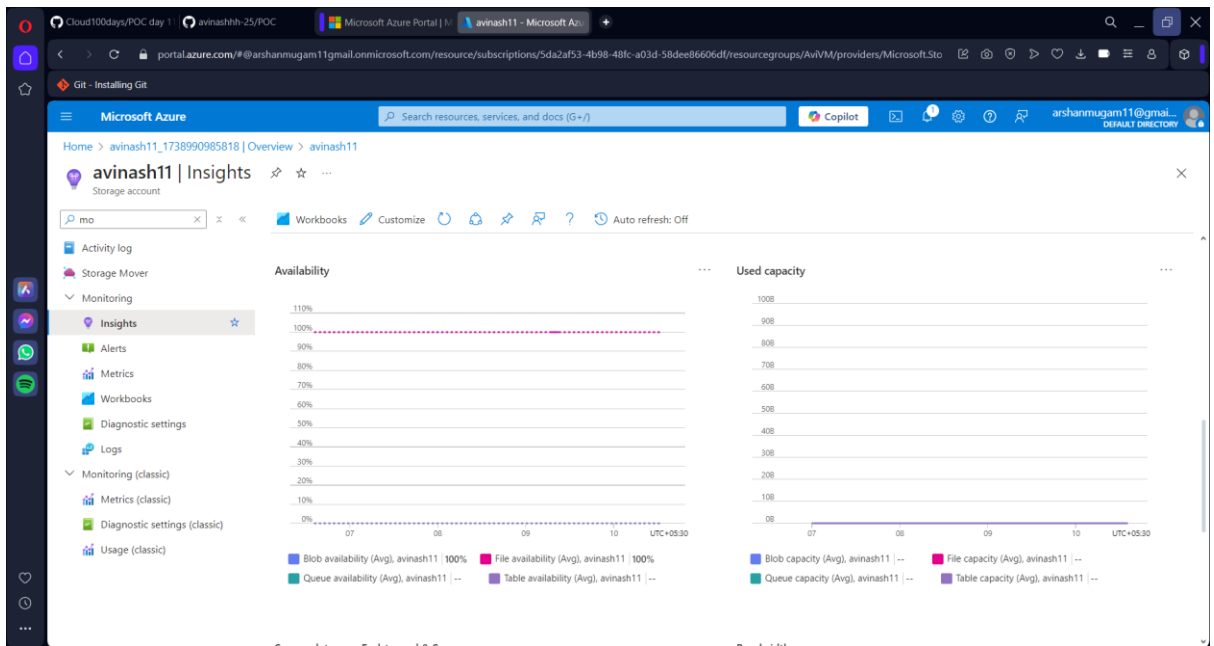 Cloud100days/POC day 1
avinashhh-25/POC
Microsoft Azure Portal | M
avinash11 - Microsoft Azu
portal.azure.com/#@arshanmugam11gmail.onmicrosoft.com/resource/subscriptions/5da2af53-4b98-48fc-a03d-58dee86606df/resourcegroups/AviVM/providers/Microsoft.Sto
Git - Installing Git
Microsoft Azure
Search resources, services, and docs (G+/)
Copilot
1
arshanmugam11@gmai...
DEFAULT DIRECTORY
Home > avinash11_1738990985818 | Overview > avinash11
avinash11 | Insights
Storage account
mo
Workbooks
Customize
Auto refresh: Off
Activity log
Storage Mover
Monitoring
Insights
Alerts
Metrics
Workbooks
Diagnostic settings
Logs
Monitoring (classic)
Metrics (classic)
Diagnostic settings (classic)
Usage (classic)
Availability
110%
100%
90%
80%
70%
60%
50%
40%
30%
20%
10%
0%
07 08 09 10 UTC+05:30
Blob availability (Avg), avinash11 | 100%
File availability (Avg), avinash11 | 100%
Queue availability (Avg), avinash11 | --
Table availability (Avg), avinash11 | --
Used capacity
100B
90B
80B
70B
60B
50B
40B
30B
20B
10B
0B
07 08 09 10 UTC+05:30
Blob capacity (Avg), avinash11 | --
File capacity (Avg), avinash11 | --
Queue capacity (Avg), avinash11 | --
Table capacity (Avg), avinash11 | --